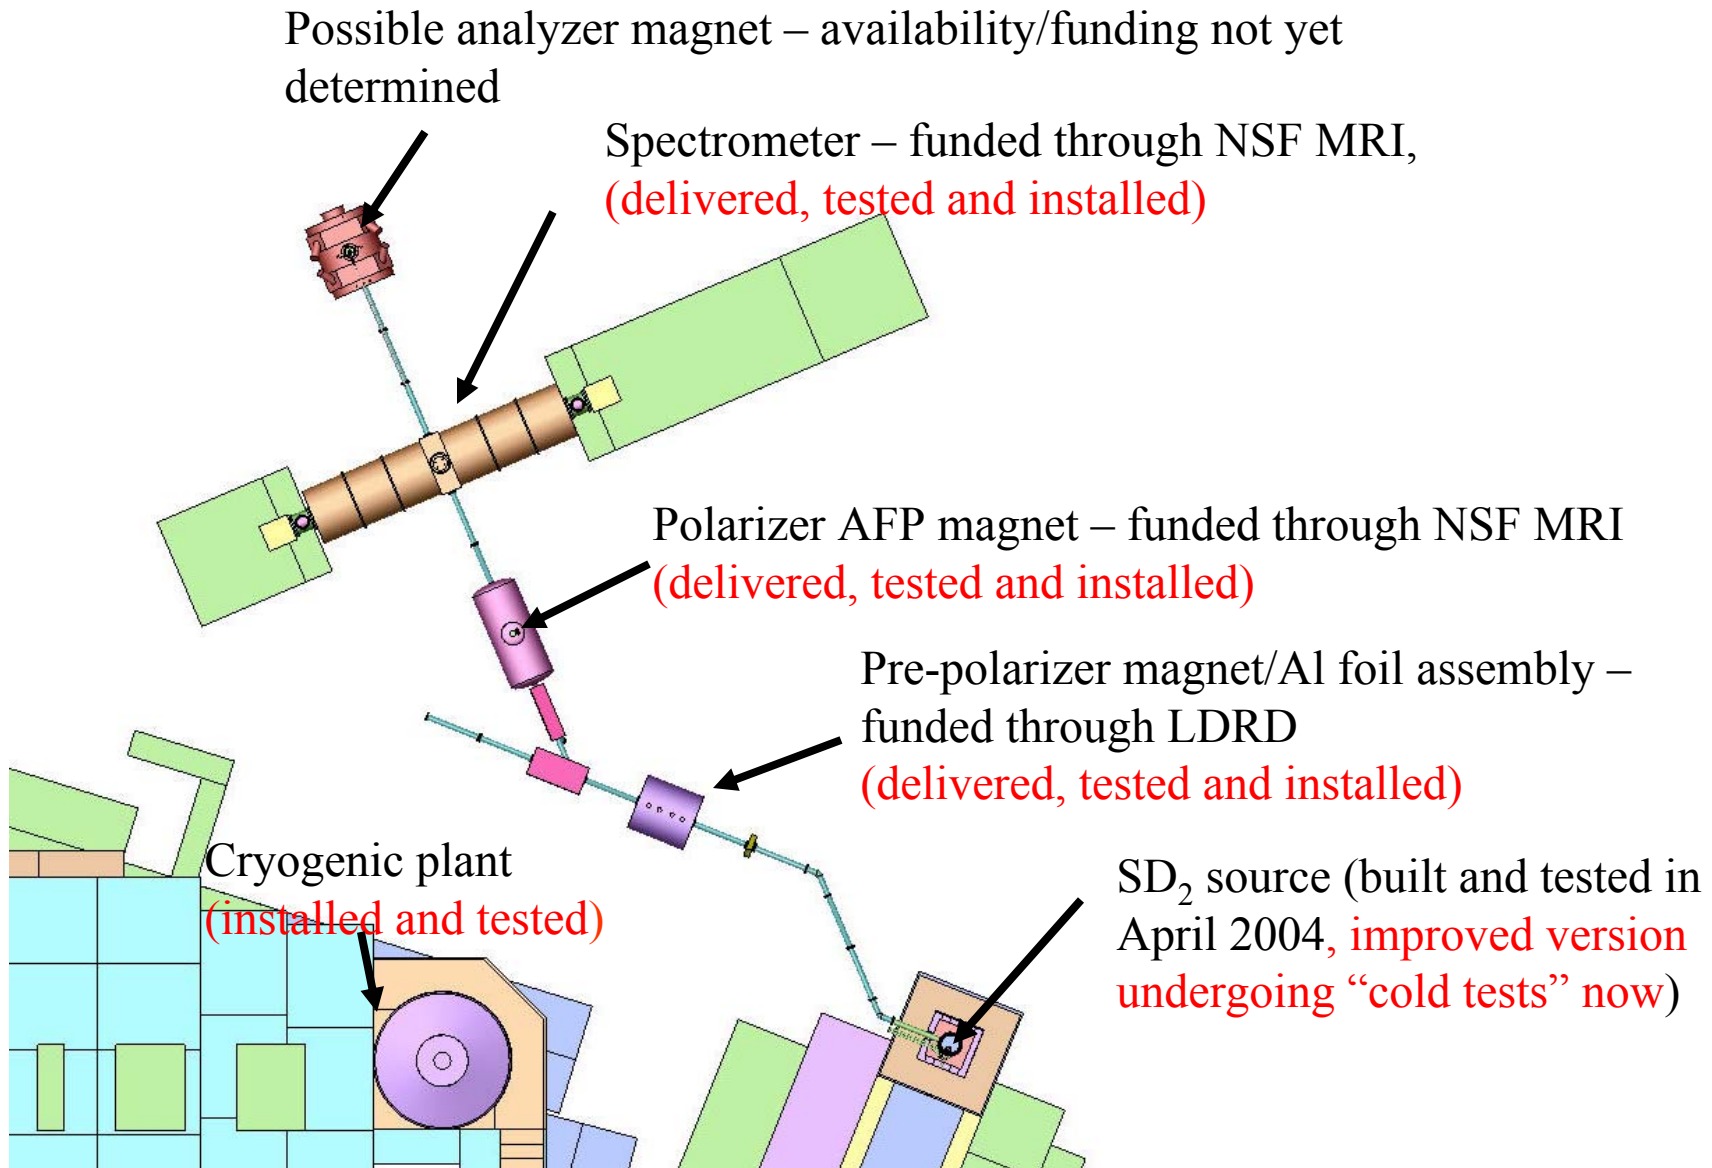 Possible analyzer magnet – availability/funding not yet
determined
Spectrometer – funded through NSF MRI,
(delivered, tested and installed)
Polarizer AFP magnet – funded through NSF MRI
(delivered, tested and installed)
Pre-polarizer magnet/Al foil assembly –
funded through LDRD
(delivered, tested and installed)
Cryogenic plant
(installed and tested)
SD₂ source (built and tested in
April 2004, improved version
undergoing “cold tests” now)